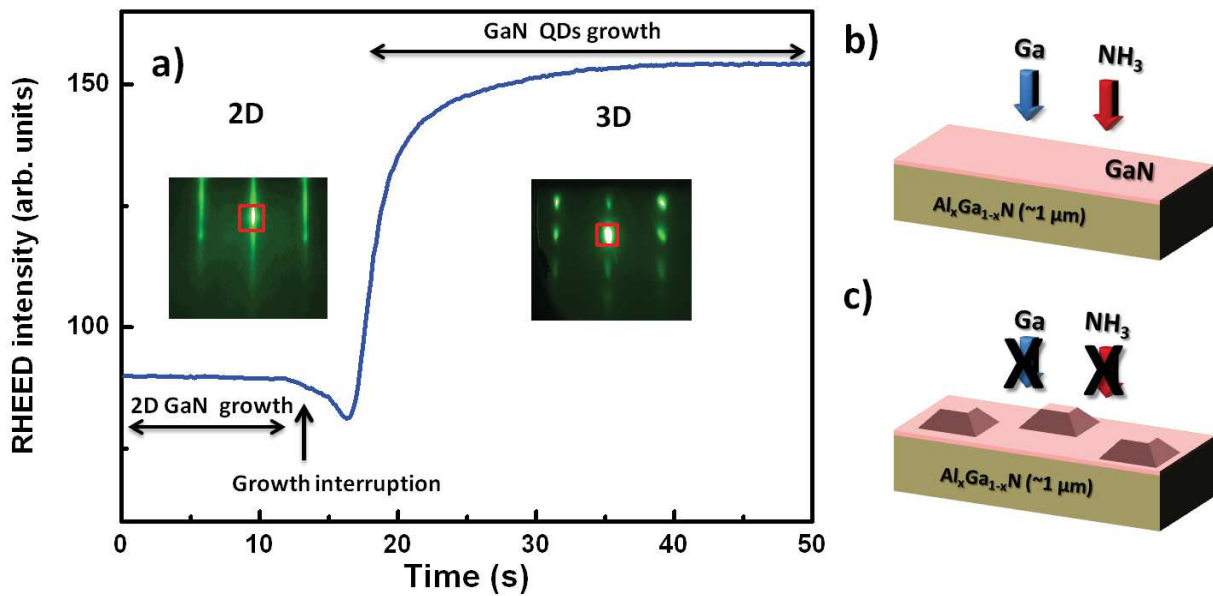 a)
GaN QDs growth
2D
3D
150
100
RHEED intensity (arb. units)
2D GaN growth
Growth interruption
0
10
20
30
40
50
Time (s)
b)
Ga
NH₃
GaN
AlₓGa₁₋ₓN (~1 μm)
c)
Ga
NH₃
AlₓGa₁₋ₓN (~1 μm)